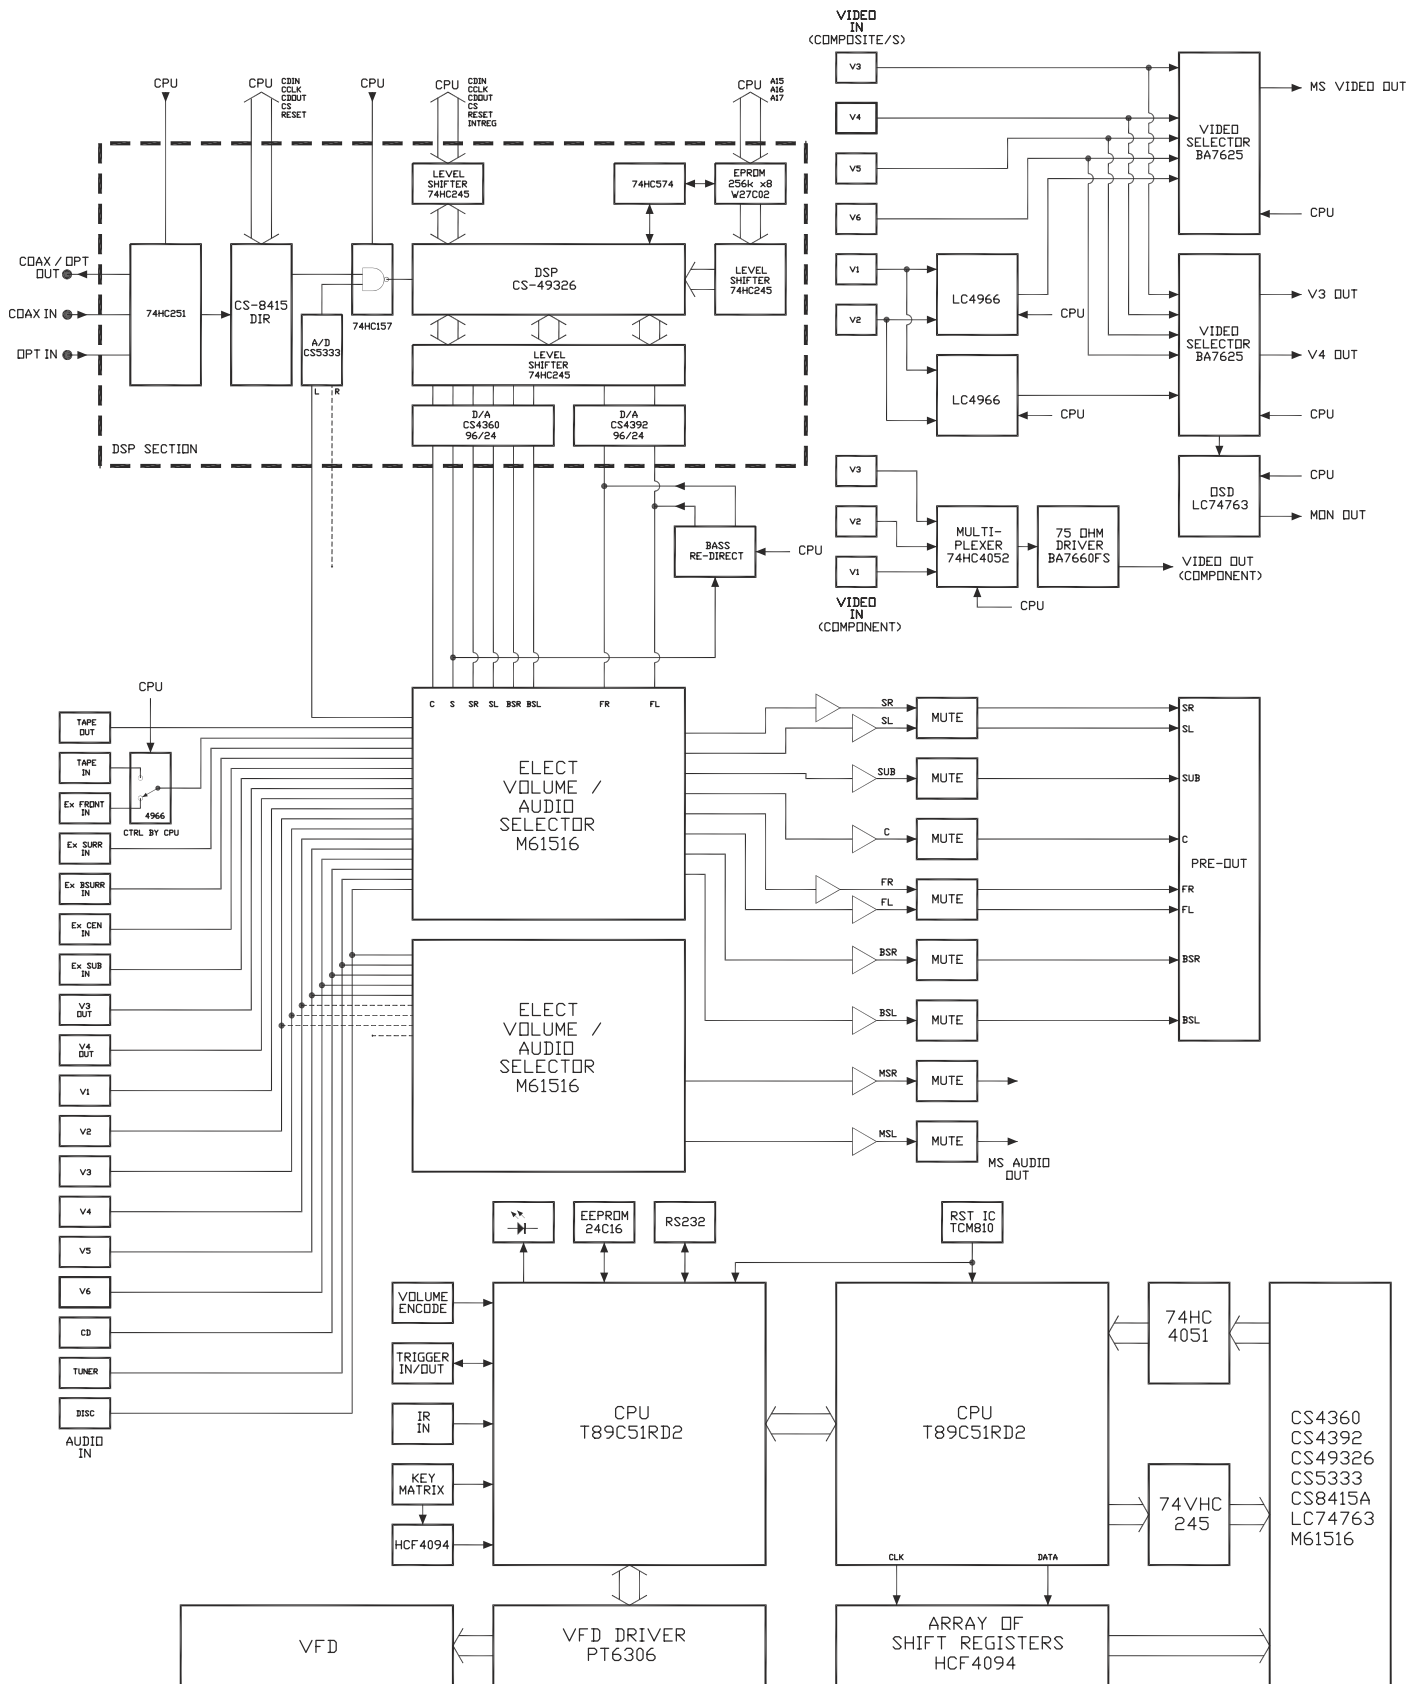 CPU
CPU
CDIN
CCLK
CDOUT
CS
RESET
CPU
CPU
CDIN
CCLK
CDOUT
CS
RESET
INTREG
CPU
A15
A16
A17
LEVEL
SHIFTER
74HC245
74HC574
EPROM
256k x8
W27C02
COAX / OPT
OUT
COAX IN
OPT IN
74HC251
CS-8415
DIR
74HC157
A/D
CS5333
L
R
DSP
CS-49326
LEVEL
SHIFTER
74HC245
LEVEL
SHIFTER
74HC245
D/A
CS4360
96/24
D/A
CS4392
96/24
DSP SECTION
BASS
RE-DIRECT
CPU
VIDEO
IN
(COMPOSITE/S)
V3
V4
V5
V6
V1
V2
LC4966
CPU
LC4966
CPU
VIDEO
SELECTOR
BA7625
MS VIDEO OUT
CPU
VIDEO
SELECTOR
BA7625
V3 OUT
V4 OUT
CPU
OSD
LC74763
CPU
MON OUT
V3
V2
V1
VIDEO
IN
(COMPONENT)
MULTI-
PLEXER
74HC4052
CPU
75 OHM
DRIVER
BA7660FS
VIDEO OUT
(COMPONENT)
CPU
4966
CTRL BY CPU
TAPE
OUT
TAPE
IN
Ex FRONT
IN
Ex SURR
IN
Ex BSURR
IN
Ex CEN
IN
Ex SUB
IN
V3
OUT
V4
OUT
V1
V2
V3
V4
V5
V6
CD
TUNER
DISC
AUDIO
IN
C S SR SL BSR BSL FR FL
ELECT
VOLUME /
AUDIO
SELECTOR
M61516
ELECT
VOLUME /
AUDIO
SELECTOR
M61516
SR
SL
MUTE
SUB
MUTE
C
MUTE
FR
FL
MUTE
BSR
MUTE
BSL
MUTE
MSR
MUTE
MSL
MUTE
MS AUDIO
OUT
SR
SL
SUB
C
PRE-OUT
FR
FL
BSR
BSL
EEPROM
24C16
RS232
RST IC
TCM810
VOLUME
ENCODE
TRIGGER
IN/OUT
IR
IN
KEY
MATRIX
HCF4094
CPU
T89C51RD2
CPU
T89C51RD2
CLK
DATA
74HC
4051
74VHC
245
CS4360
CS4392
CS49326
CS5333
CS8415A
LC74763
M61516
VFD
VFD DRIVER
PT6306
ARRAY OF
SHIFT REGISTERS
HCF4094